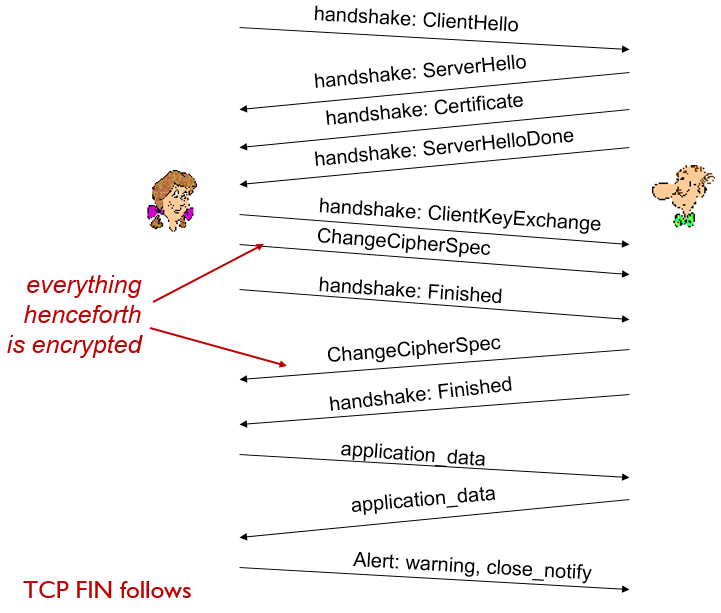 handshake: ClientHello
handshake: ServerHello
handshake: Certificate
handshake: ServerHelloDone
handshake: ClientKeyExchange
ChangeCipherSpec
everything
henceforth
is encrypted
handshake: Finished
ChangeCipherSpec
handshake: Finished
application_data
application_data
Alert: warning, close_notify
TCP FIN follows